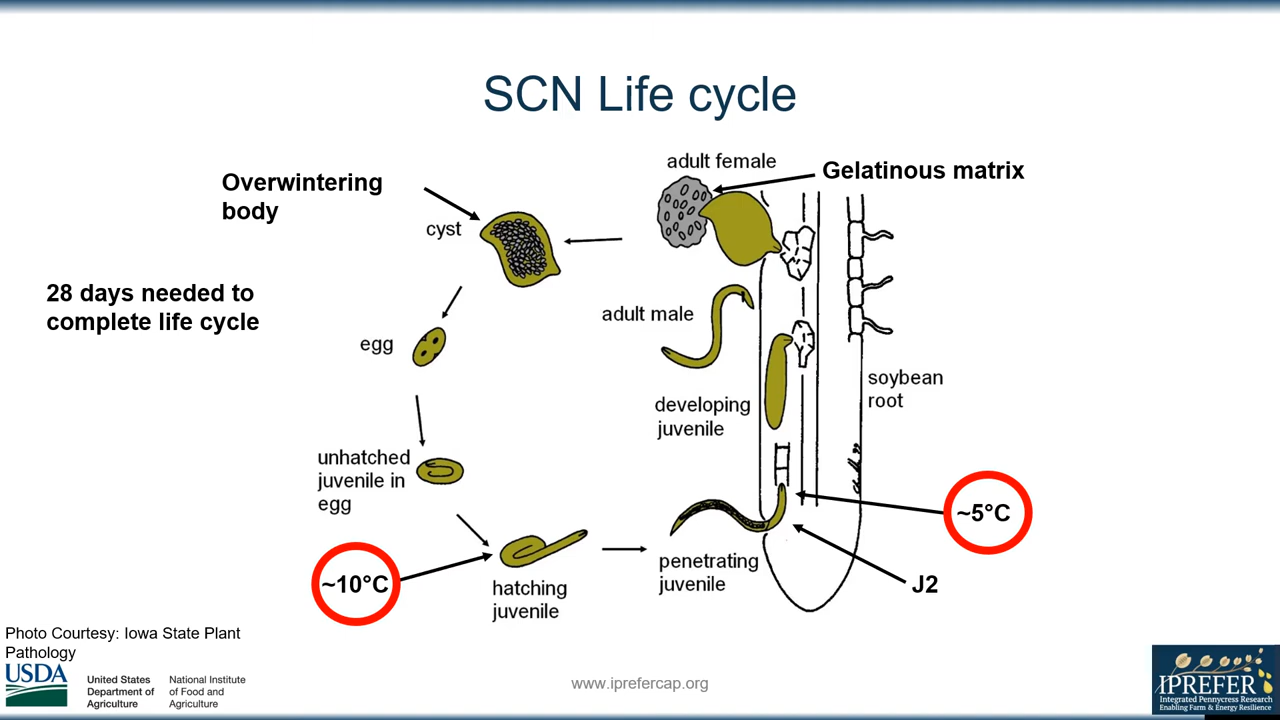 SCN Life cycle
adult female
Gelatinous matrix
Overwintering
body
cyst
28 days needed to
complete life cycle
adult male
egg
soybean
root
developing
juvenile
unhatched
juvenile in
egg
~5°C
penetrating
juvenile
J2
~10°C
hatching
juvenile
Photo Courtesy: Iowa State Plant
Pathology
USDA
United States
Department of
Agriculture
National Institute
of Food and
Agriculture
www.iprefercap.org
IPREFER
Integrated Pennycress Research
Enabling Farm & Energy Resilience